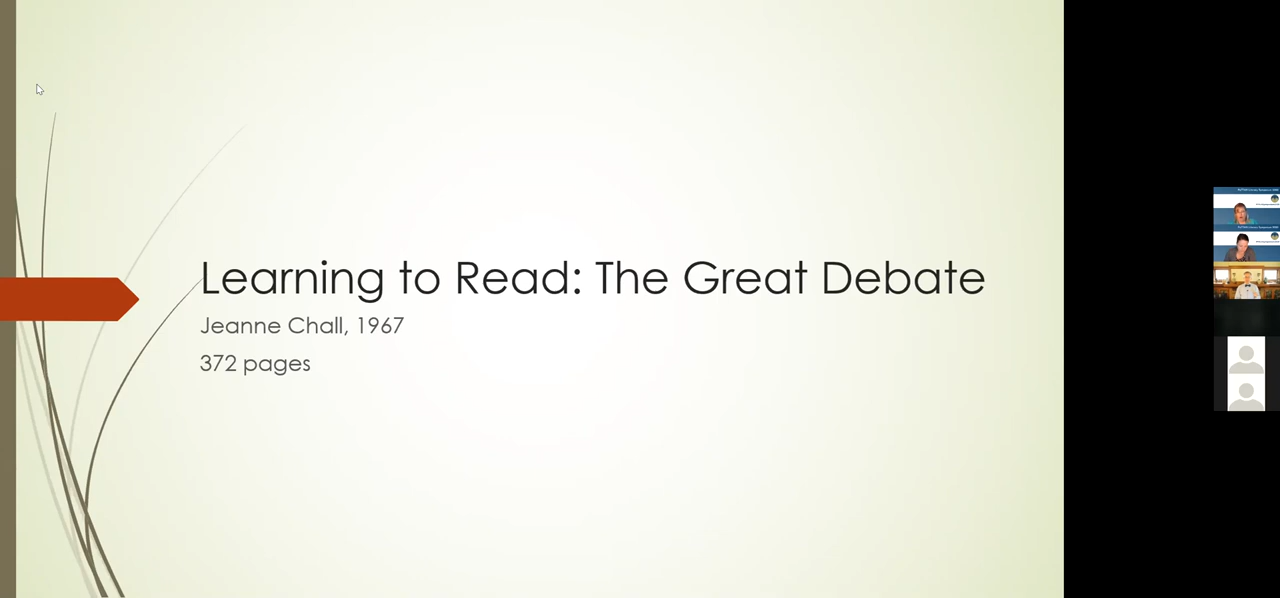 Learning to Read: The Great Debate
Jeanne Chall, 1967
372 pages